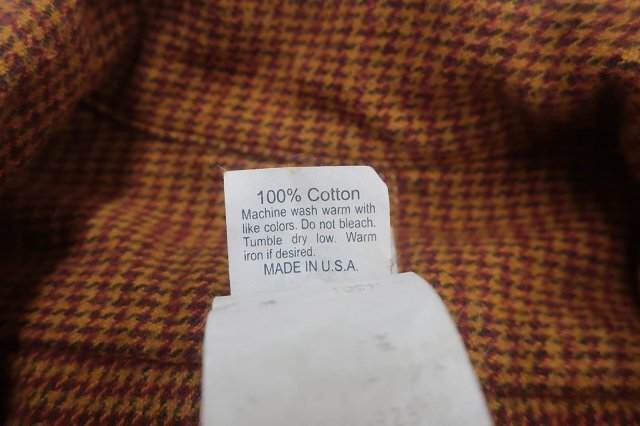 100% Cotton
Machine wash warm with
like colors. Do not bleach.
Tumble dry low. Warm
iron if desired.
MADE IN U.S.A.